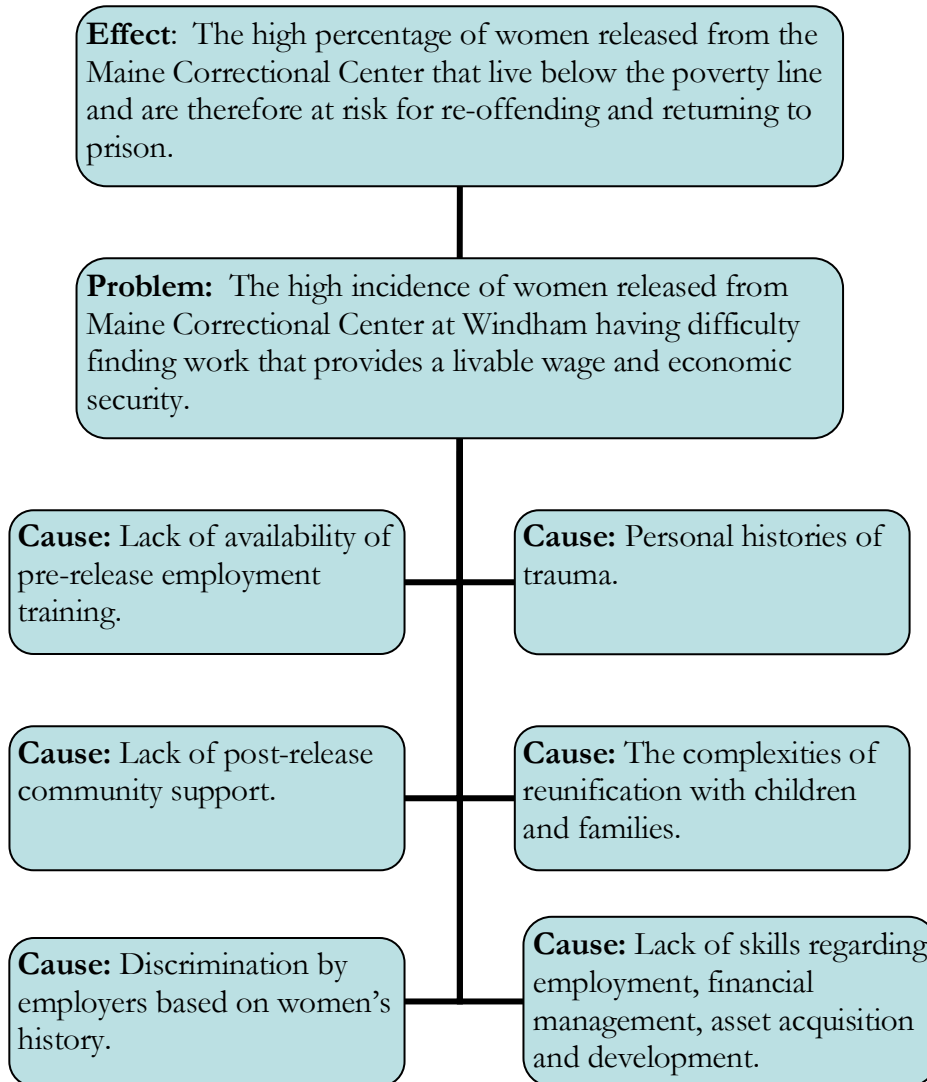 Effect:  The high percentage of women released from the
Maine Correctional Center that live below the poverty line
and are therefore at risk for re-offending and returning to
prison.
Problem:  The high incidence of women released from
Maine Correctional Center at Windham having difficulty
finding work that provides a livable wage and economic
security.
Cause: Lack of availability of
pre-release employment
training.
Cause: Personal histories of
trauma.
Cause: Lack of post-release
community support.
Cause: The complexities of
reunification with children
and families.
Cause: Discrimination by
employers based on women’s
history.
Cause: Lack of skills regarding
employment, financial
management, asset acquisition
and development.